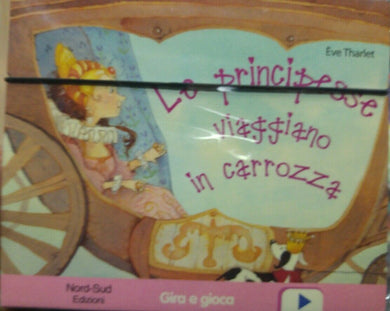 Eve Tharlet
Le principesse
viaggiano
in carrozza
Nord-Sud
Edizioni
Gira e gioca